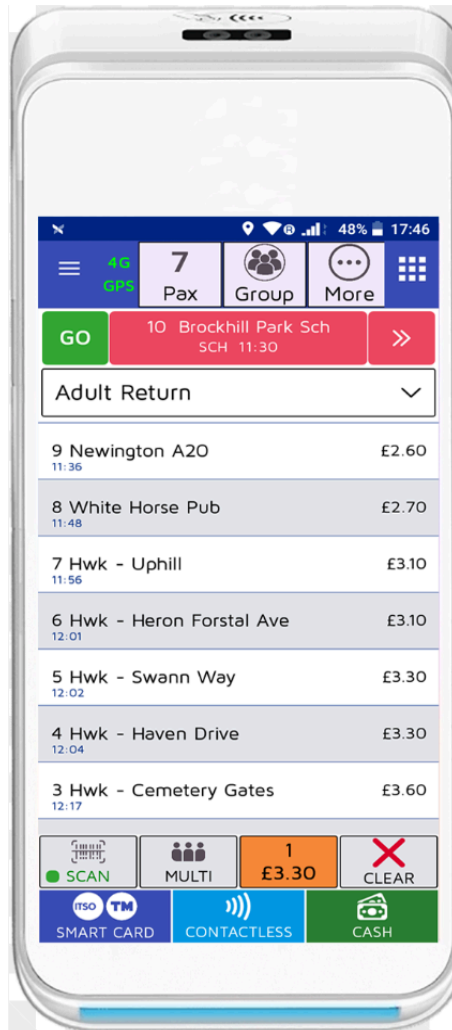 48% 17:46
4G
GPS
7
Pax
Group
More
GO
10 Brockhill Park Sch
SCH 11:30
Adult Return
9 Newington A20 £2.60
11:36
8 White Horse Pub £2.70
11:48
7 Hwk - Uphill £3.10
11:56
6 Hwk - Heron Forstal Ave £3.10
12:01
5 Hwk - Swann Way £3.30
12:02
4 Hwk - Haven Drive £3.30
12:04
3 Hwk - Cemetery Gates £3.60
12:17
SCAN
MULTI
1
£3.30
CLEAR
ITSO TM
SMART CARD
CONTACTLESS
CASH